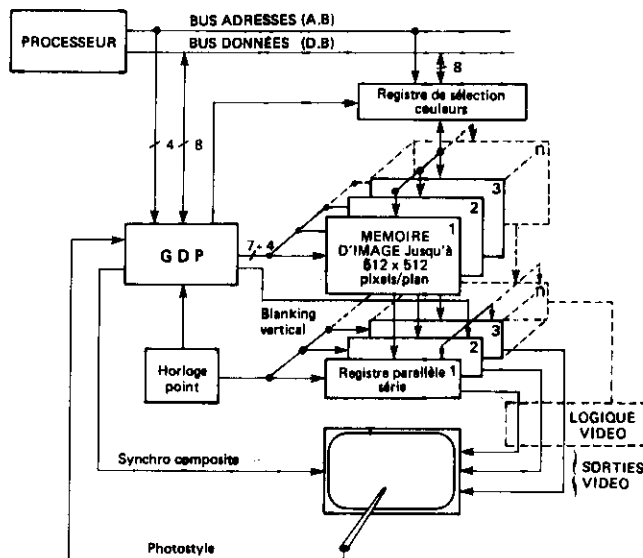 BUS ADRESSES (A.B)
PROCESSEUR
BUS DONNÉES (D.B)
8
Registre de sélection
couleurs
4 8
n
3
2
1
7+4
GDP
MEMOIRE
D'IMAGE Jusqu'à
512 x 512
pixels/plan
n
Blanking
vertical
3
2
1
Horloge
point
Registre parallèle
série
LOGIQUE
VIDEO
Synchro composite
SORTIES
VIDEO
Photostyle